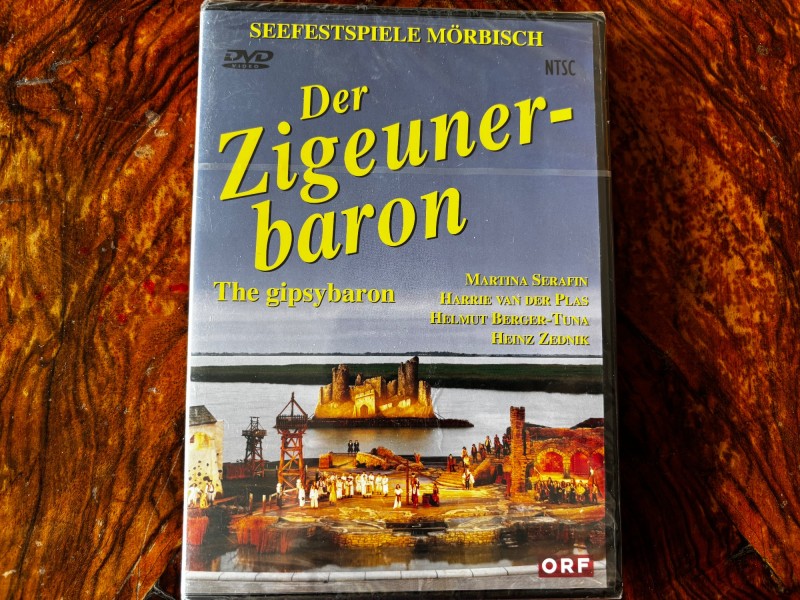 SEEFESTSPIELE MÖRBISCH
DVD
VIDEO
NTSC
Der
Zigeuner-
baron
The gipsybaron
MARTINA SERAFIN
HARRIE VAN DER PLAS
HELMUT BERGER-TUNA
HEINZ ZEDNIK
ORF